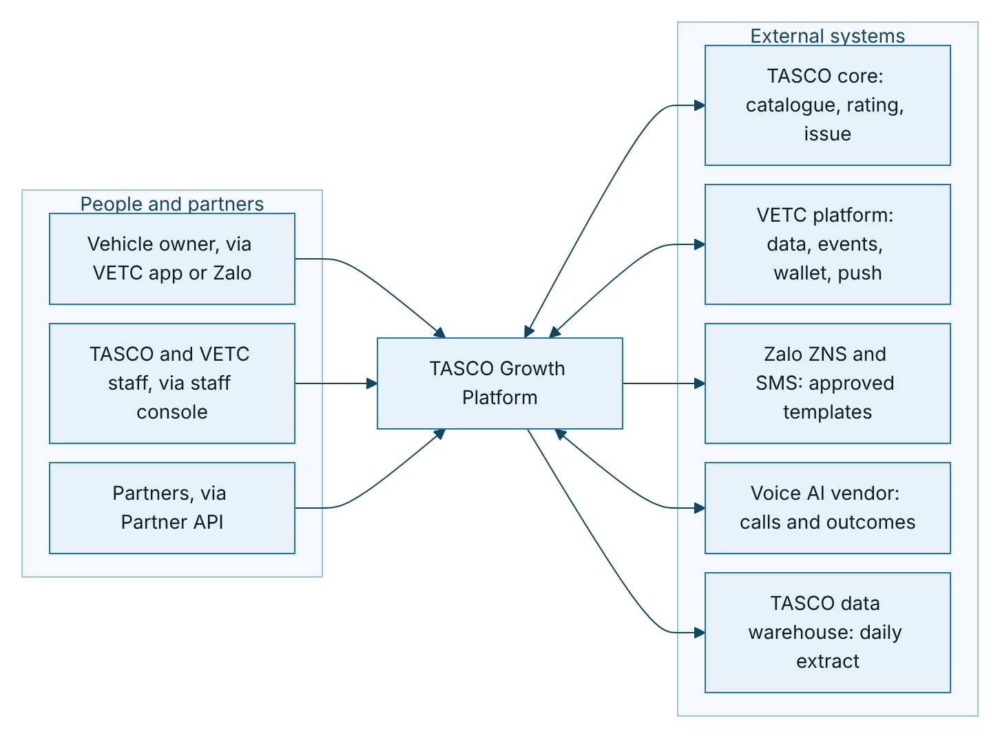 People and partners
Vehicle owner, via
VETC app or Zalo
TASCO and VETC
staff, via staff
console
Partners, via
Partner API
TASCO Growth
Platform
External systems
TASCO core:
catalogue, rating,
issue
VETC platform:
data, events,
wallet, push
Zalo ZNS and
SMS: approved
templates
Voice AI vendor:
calls and outcomes
TASCO data
warehouse: daily
extract